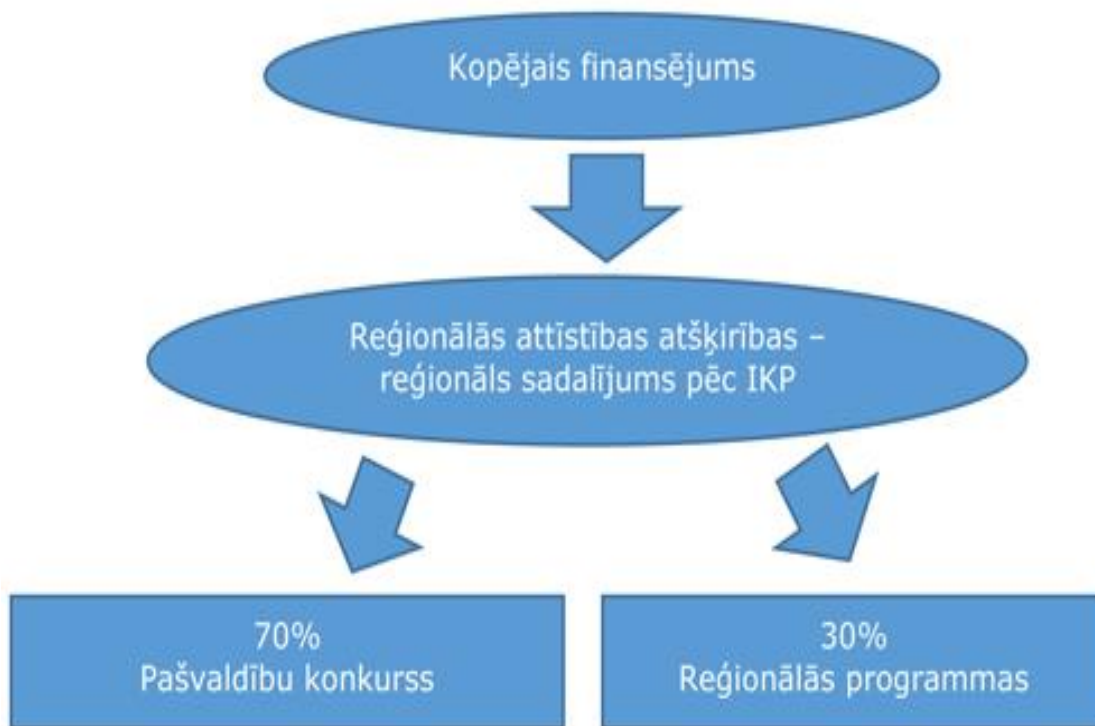 Kopējais finansējums
Reģionālās attīstības atšķirības –
reģionāls sadalījums pēc IKP
70%
Pašvaldību konkurss
30%
Reģionālās programmas